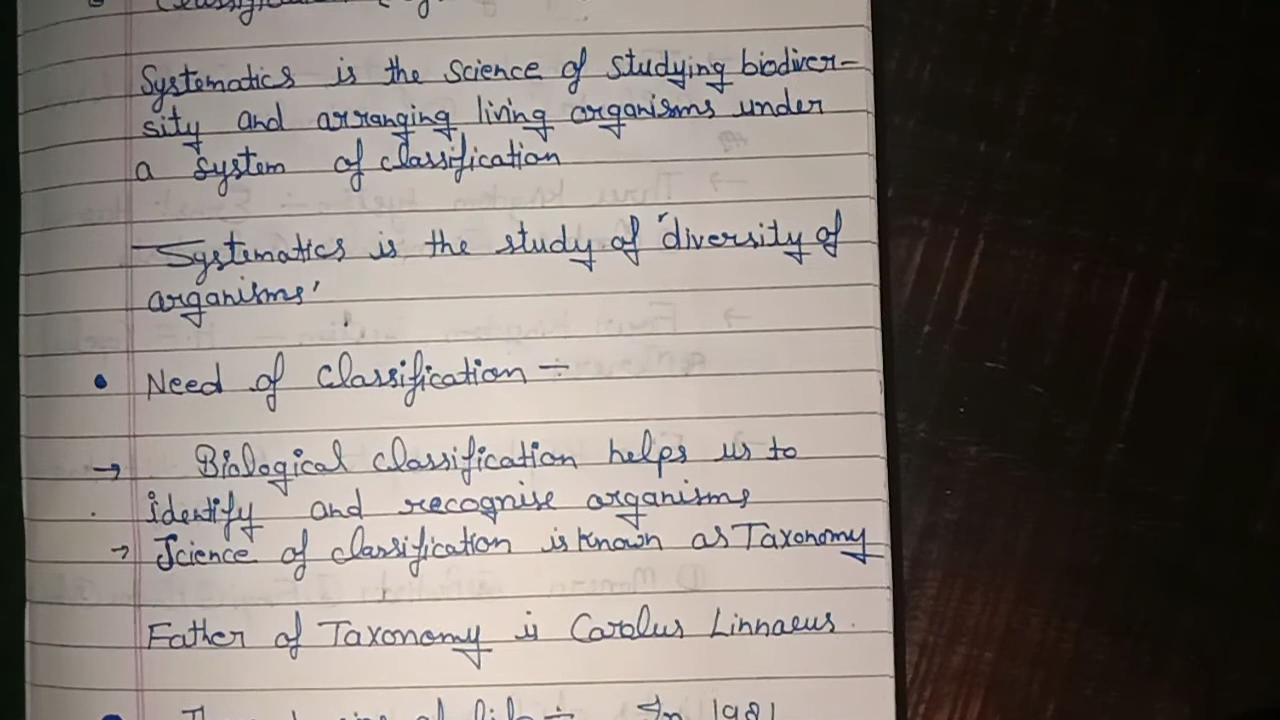 Systematics is the science of studying biodiver-
sity and arranging living organisms under
a system of classification
Systematics is the study of 'diversity of
organisms'
• Need of classification ÷
→ Biological classification helps us to
identify and recognise organisms
→ Science of classification is known as Taxonomy
Father of Taxonomy is Carolus Linnaeus.
In 1981